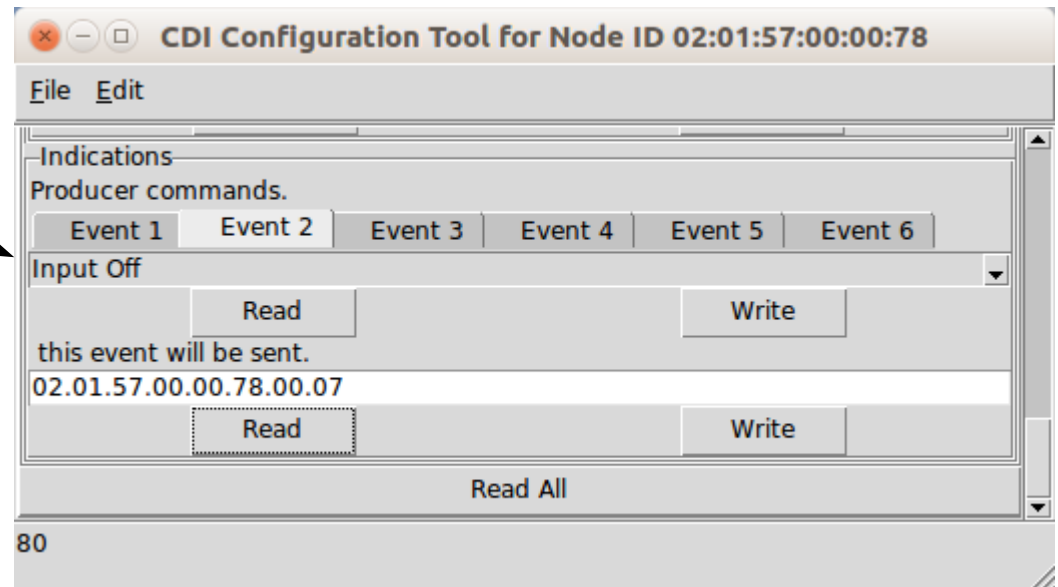 CDI Configuration Tool for Node ID 02:01:57:00:00:78
File Edit
Indications
Producer commands.
Event 1 Event 2 Event 3 Event 4 Event 5 Event 6
Input Off
Read Write
this event will be sent.
02.01.57.00.00.78.00.07
Read Write
Read All
80